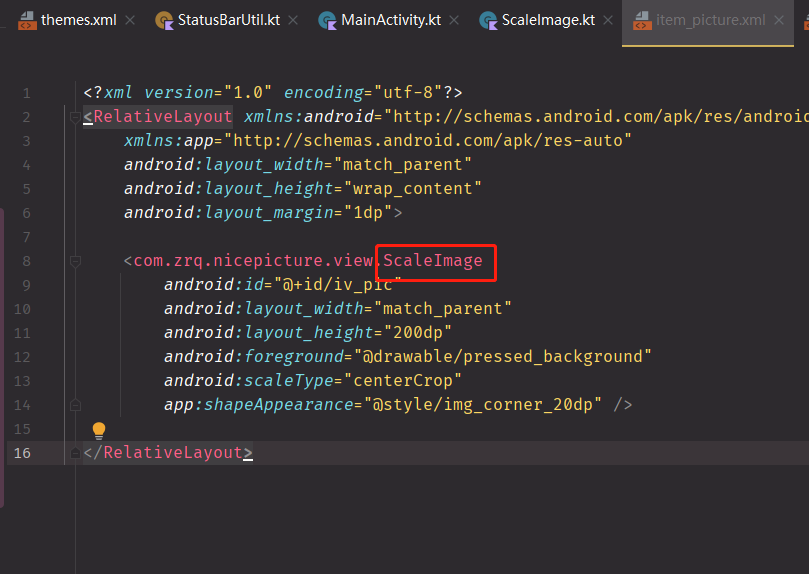 themes.xml StatusBarUtil.kt MainActivity.kt ScaleImage.kt item_picture.xml
1 <?xml version="1.0" encoding="utf-8"?>
2 <RelativeLayout xmlns:android="http://schemas.android.com/apk/res/android
3 xmlns:app="http://schemas.android.com/apk/res-auto"
4 android:layout_width="match_parent"
5 android:layout_height="wrap_content"
6 android:layout_margin="1dp">
7
8 <com.zrq.nicepicture.view.ScaleImage
9 android:id="@+id/iv_pic"
10 android:layout_width="match_parent"
11 android:layout_height="200dp"
12 android:foreground="@drawable/pressed_background"
13 android:scaleType="centerCrop"
14 app:shapeAppearance="@style/img_corner_20dp" />
15
16 </RelativeLayout>